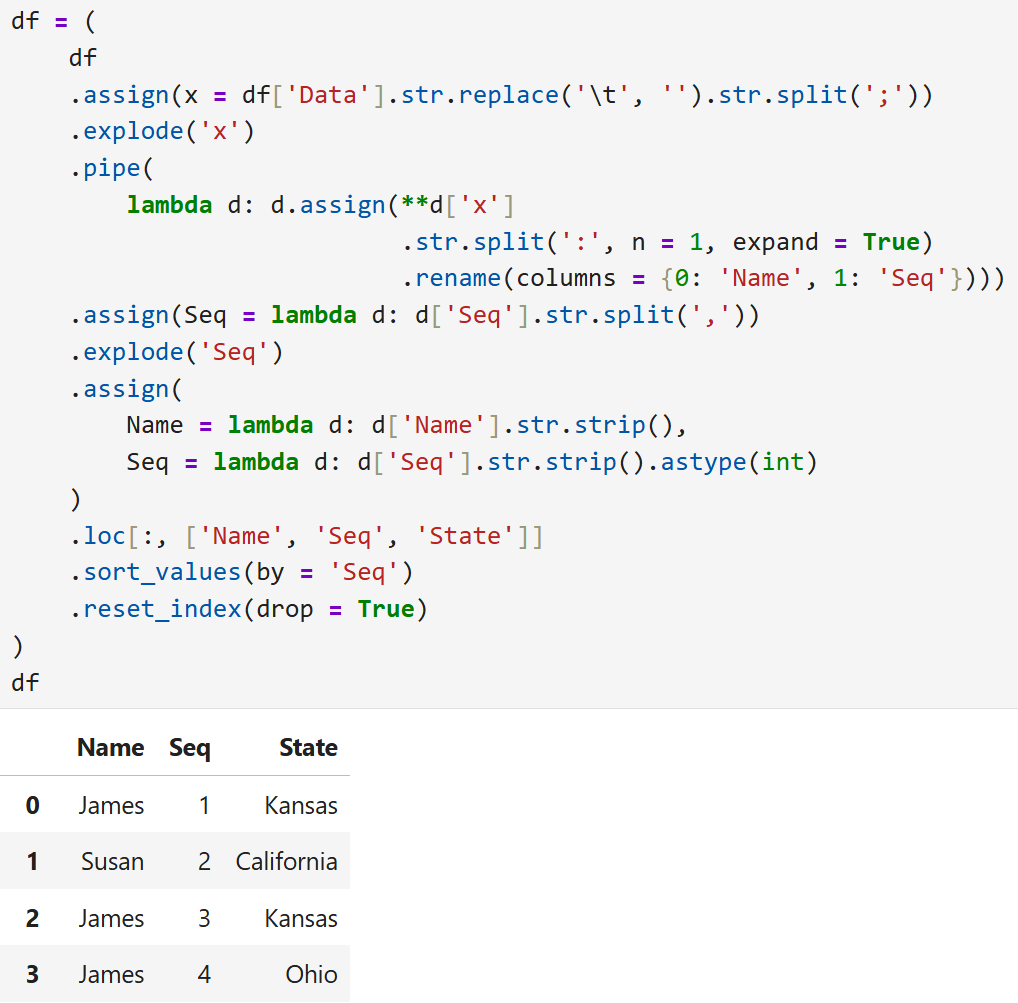 df = (
    df
    .assign(x = df['Data'].str.replace('\t', '').str.split(';'))
    .explode('x')
    .pipe(
        lambda d: d.assign(**d['x']
                           .str.split(':', n = 1, expand = True)
                           .rename(columns = {0: 'Name', 1: 'Seq'})))
    .assign(Seq = lambda d: d['Seq'].str.split(','))
    .explode('Seq')
    .assign(
        Name = lambda d: d['Name'].str.strip(),
        Seq = lambda d: d['Seq'].str.strip().astype(int)
    )
    .loc[:, ['Name', 'Seq', 'State']]
    .sort_values(by = 'Seq')
    .reset_index(drop = True)
)
df
Name Seq State
0 James 1 Kansas
1 Susan 2 California
2 James 3 Kansas
3 James 4 Ohio